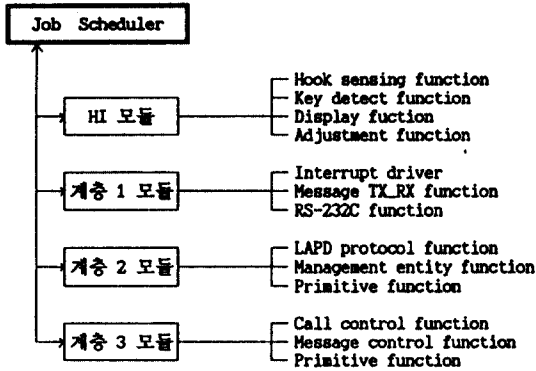 Job Scheduler
Hook sensing function
Key detect function
HI 모듈
Display fuction
Adjustment function
Interrupt driver
계층 1 모듈
Message TX_RX function
RS-232C function
LAPD protocol function
계층 2 모듈
Management entity function
Primitive function
Call control function
계층 3 모듈
Message control function
Primitive function